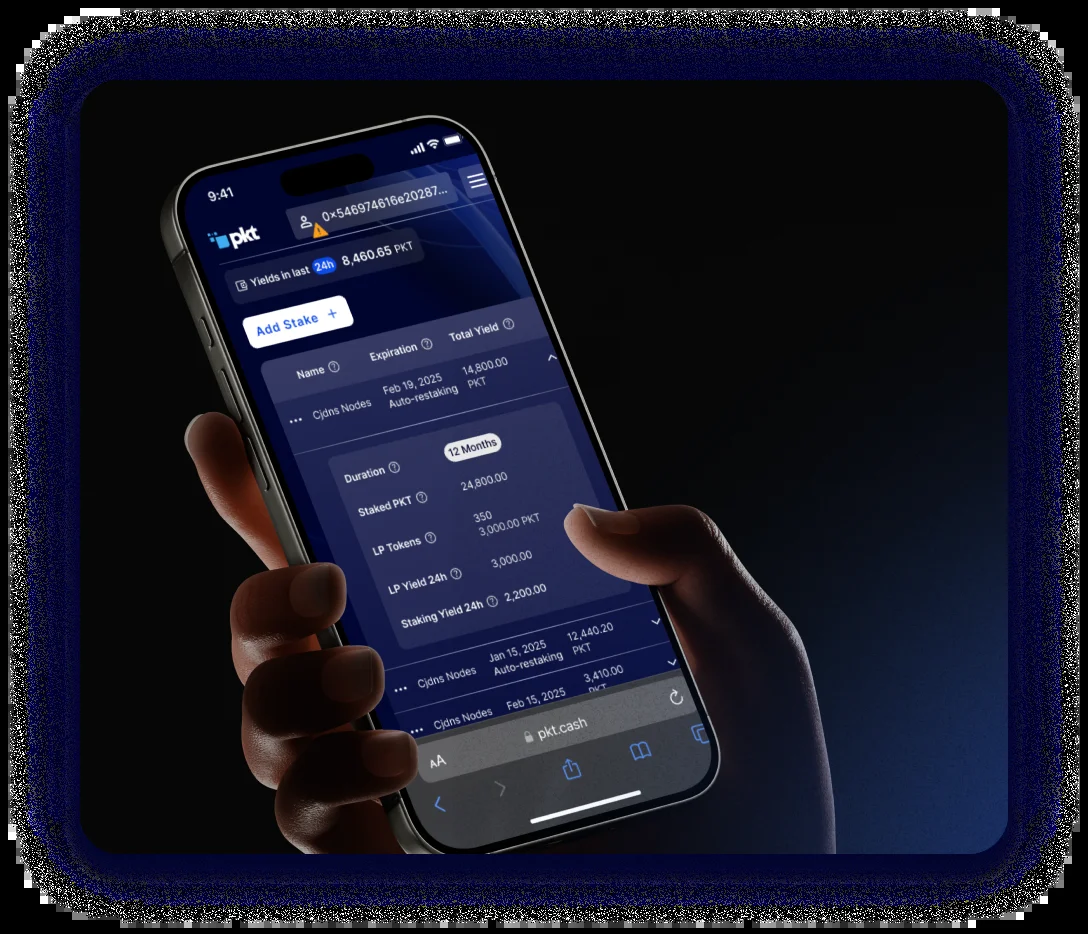 9:41
pkt
0x546974616e20287...
Yields in last 24h 8,460.65 PKT
Add Stake +
Name Expiration Total Yield
Cjdns Nodes
Feb 19, 2025
Auto-restaking
14,800.00
PKT
Duration 12 Months
Staked PKT 24,800.00
LP Tokens 350
3,000.00 PKT
LP Yield 24h 3,000.00
Staking Yield 24h 2,200.00
Cjdns Nodes
Jan 15, 2025
Auto-restaking
12,440.20
PKT
Cjdns Nodes
Feb 15, 2025
3,410.00
PKT
AA pkt.cash